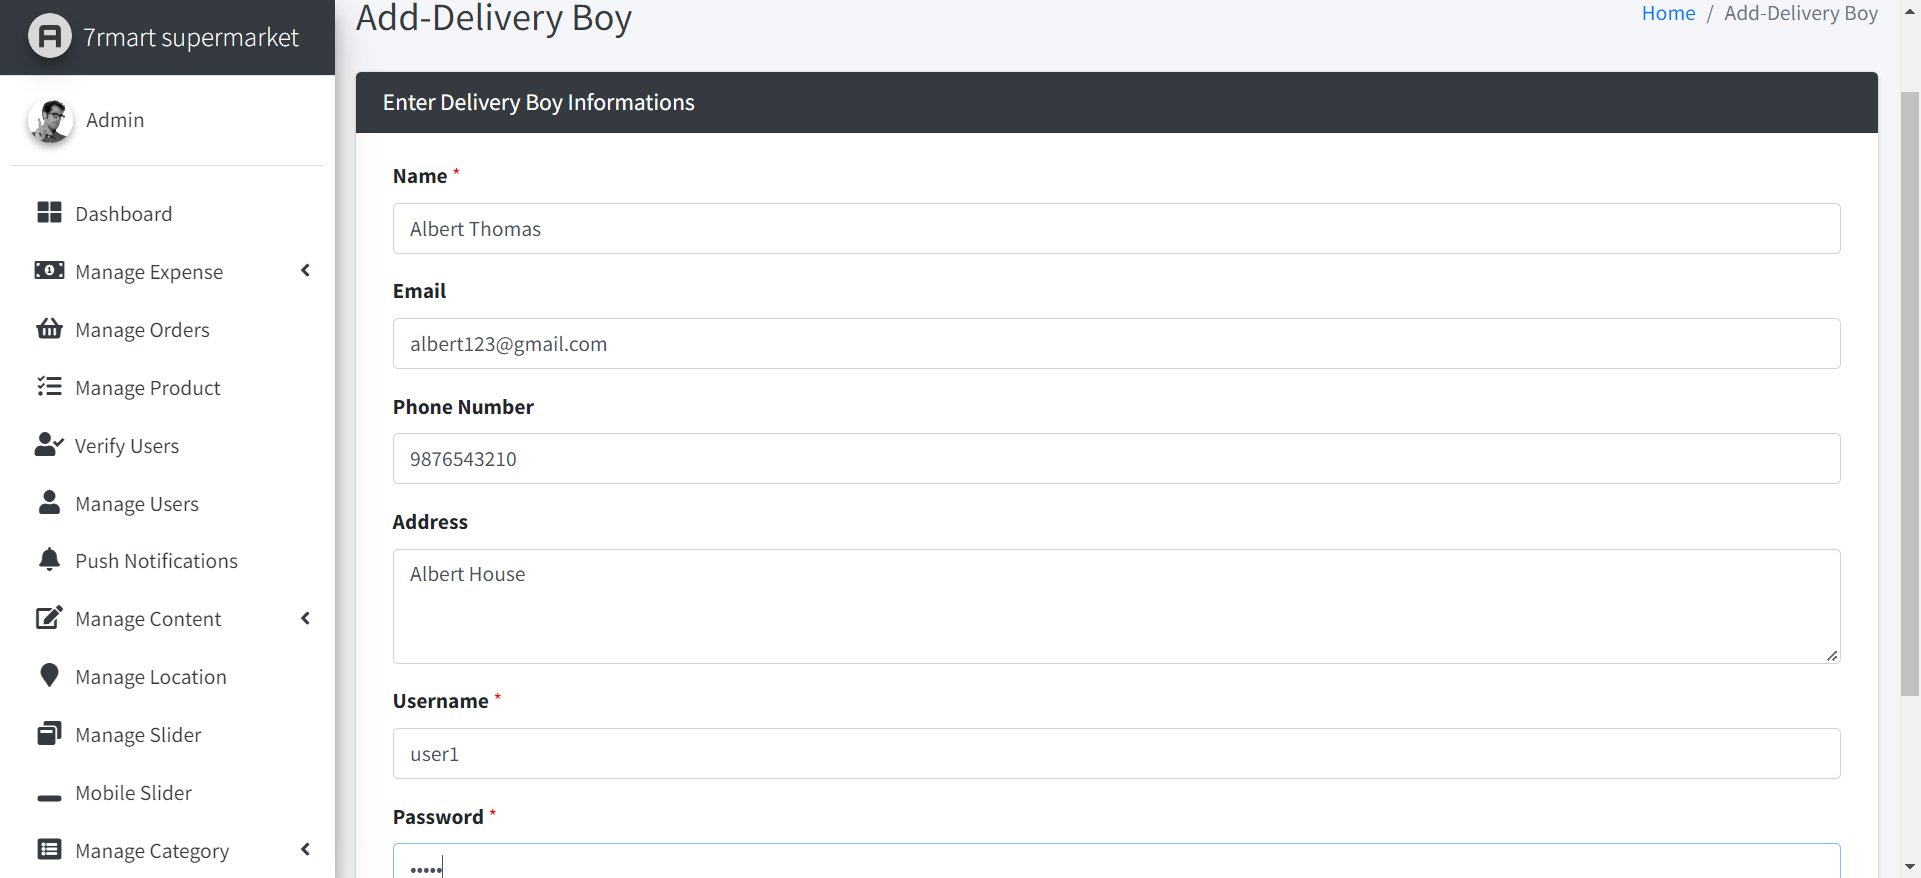 7rmart supermarket
Admin
Dashboard
Manage Expense
Manage Orders
Manage Product
Verify Users
Manage Users
Push Notifications
Manage Content
Manage Location
Manage Slider
Mobile Slider
Manage Category
Add-Delivery Boy
Home / Add-Delivery Boy
Enter Delivery Boy Informations
Name *
Albert Thomas
Email
albert123@gmail.com
Phone Number
9876543210
Address
Albert House
Username *
user1
Password *
•••••